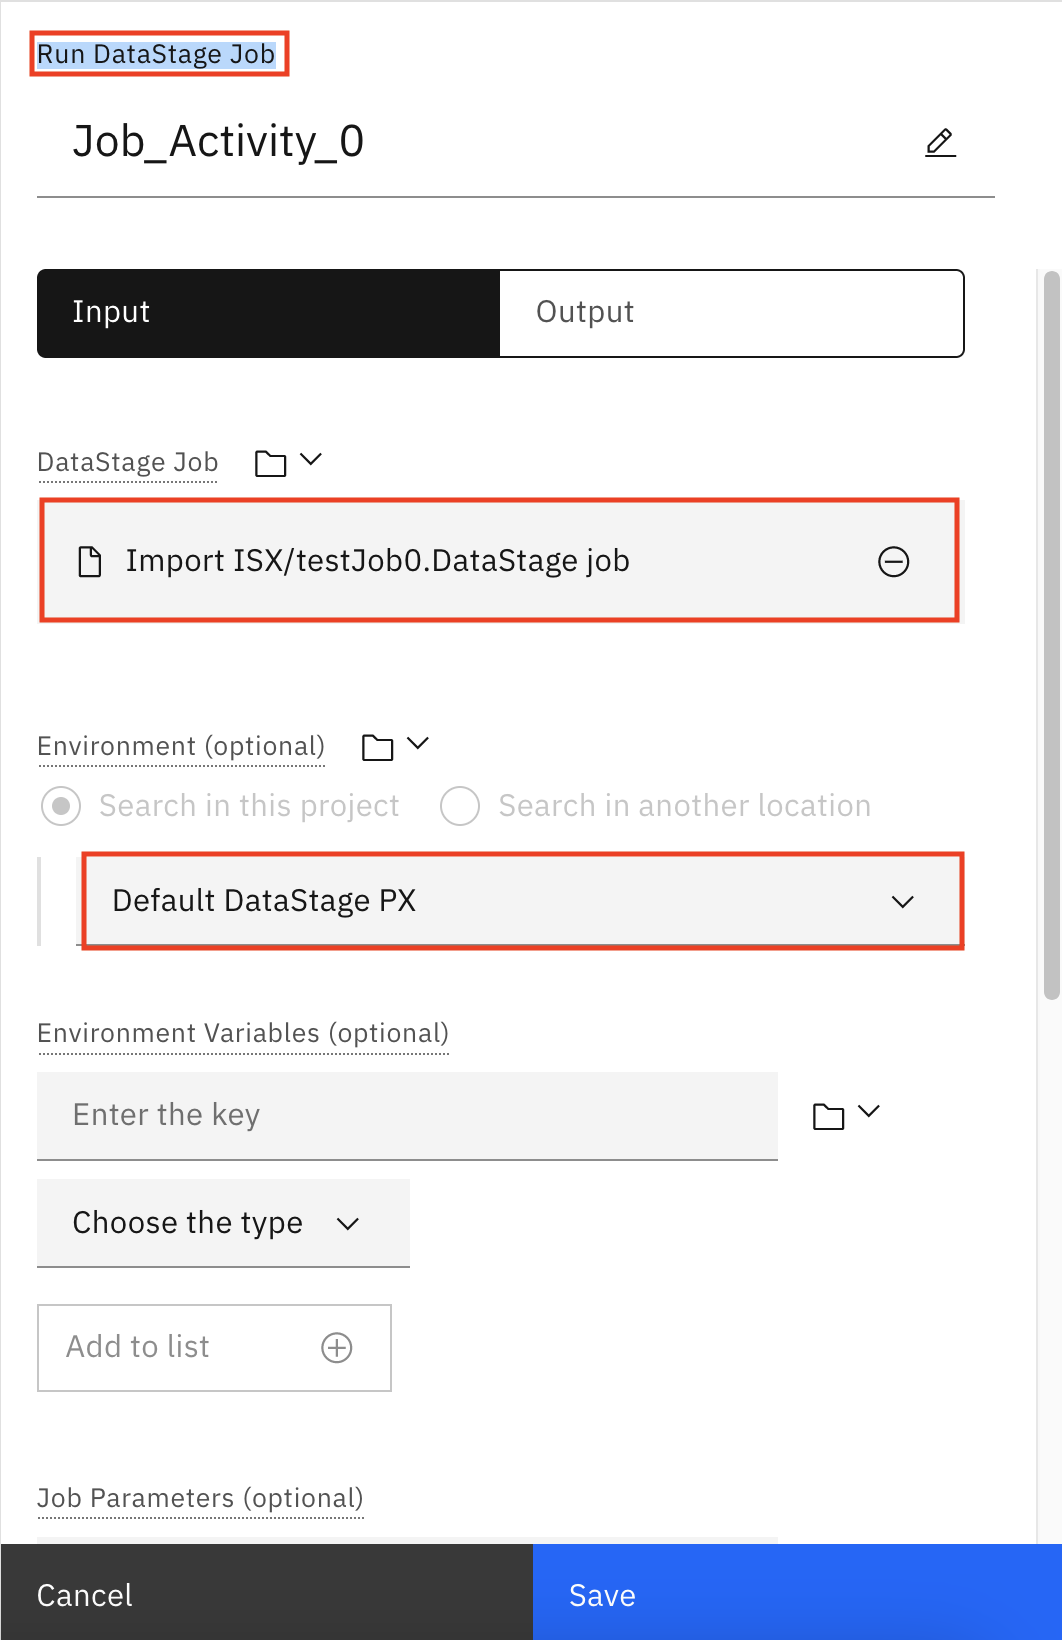 Run DataStage Job
Job_Activity_0
Input
Output
DataStage Job
Import ISX/testJob0.DataStage job
Environment (optional)
Search in this project
Search in another location
Default DataStage PX
Environment Variables (optional)
Enter the key
Choose the type
Add to list
Job Parameters (optional)
Cancel
Save